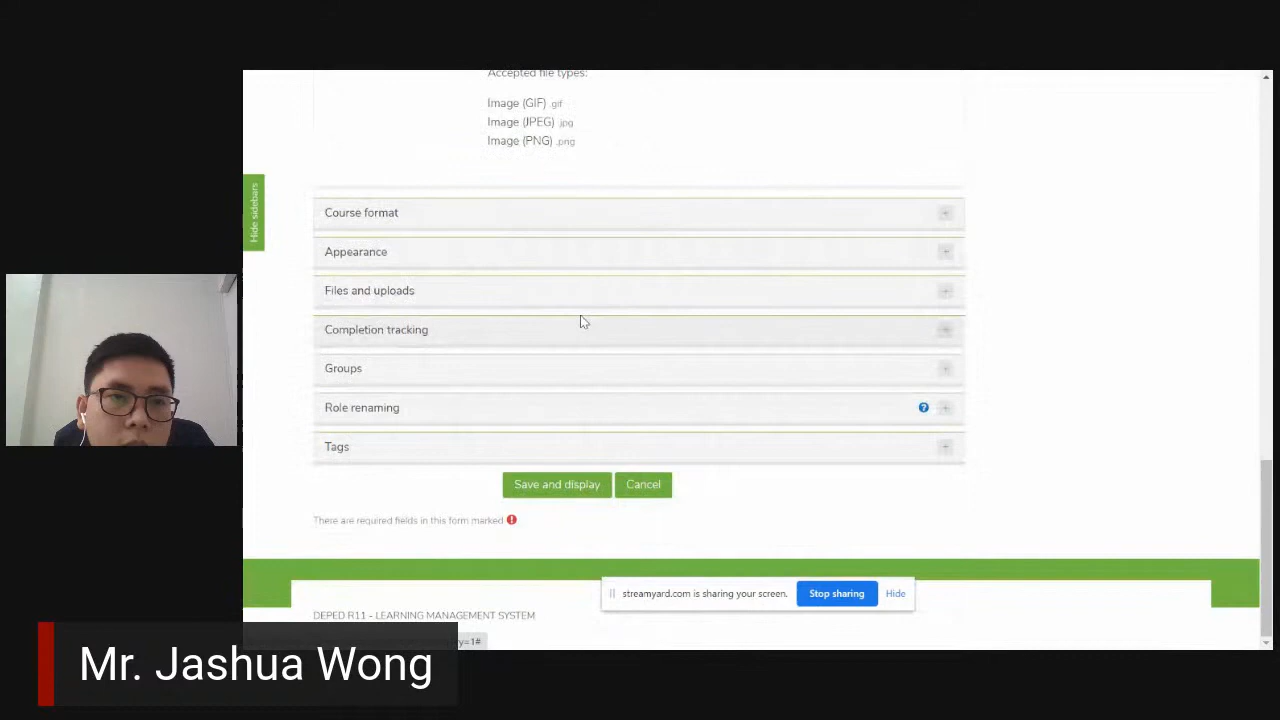 Accepted file types:
Image (GIF) .gif
Image (JPEG) .jpg
Image (PNG) .png
Hide sidebars
Course format
Appearance
Files and uploads
Completion tracking
Groups
Role renaming ?
Tags
Save and display Cancel
There are required fields in this form marked
streamyard.com is sharing your screen. Stop sharing Hide
DEPED R11 - LEARNING MANAGEMENT SYSTEM
Mr. Jashua Wong